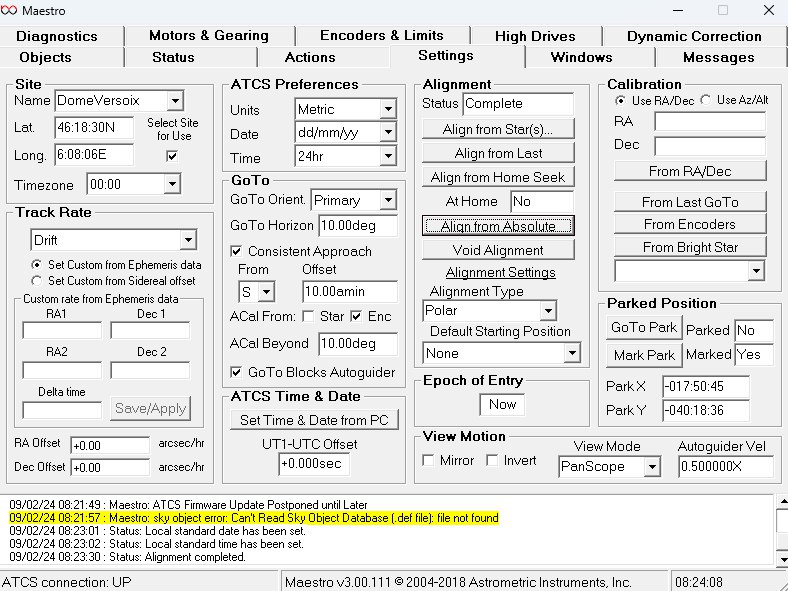 Maestro
Diagnostics Motors & Gearing Encoders & Limits High Drives Dynamic Correction
Objects Status Actions Settings Windows Messages
Site
Name DomeVersoix
Lat. 46:18:30N
Select Site for Use
Long. 6:08:06E
Timezone 00:00
Track Rate
Drift
Set Custom from Ephemeris data
Set Custom from Sidereal offset
Custom rate from Ephemeris data
RA1 Dec 1
RA2 Dec 2
Delta time
Save/Apply
RA Offset +0.00 arcsec/hr
Dec Offset +0.00 arcsec/hr
ATCS Preferences
Units Metric
Date dd/mm/yy
Time 24hr
GoTo
GoTo Orient. Primary
GoTo Horizon 10.00deg
Consistent Approach
From Offset
S 10.00amin
ACal From: Star Enc
ACal Beyond 10.00deg
GoTo Blocks Autoguider
ATCS Time & Date
Set Time & Date from PC
UT1-UTC Offset
+0.000sec
Alignment
Status Complete
Align from Star(s)...
Align from Last
Align from Home Seek
At Home No
Align from Absolute
Void Alignment
Alignment Settings
Alignment Type
Polar
Default Starting Position
None
Epoch of Entry
Now
Calibration
Use RA/Dec Use Az/Alt
RA
Dec
From RA/Dec
From Last GoTo
From Encoders
From Bright Star
Parked Position
GoTo Park Parked No
Mark Park Marked Yes
Park X -017:50:45
Park Y -040:18:36
View Motion
Mirror Invert
View Mode
PanScope
Autoguider Vel
0.500000X
09/02/24 08:21:49 : Maestro: ATCS Firmware Update Postponed until Later
09/02/24 08:21:57 : Maestro: sky object error: Can't Read Sky Object Database (.def file): file not found
09/02/24 08:23:01 : Status: Local standard date has been set.
09/02/24 08:23:02 : Status: Local standard time has been set.
09/02/24 08:23:30 : Status: Alignment completed.
ATCS connection: UP Maestro v3.00.111 © 2004-2018 Astrometric Instruments, Inc. 08:24:08